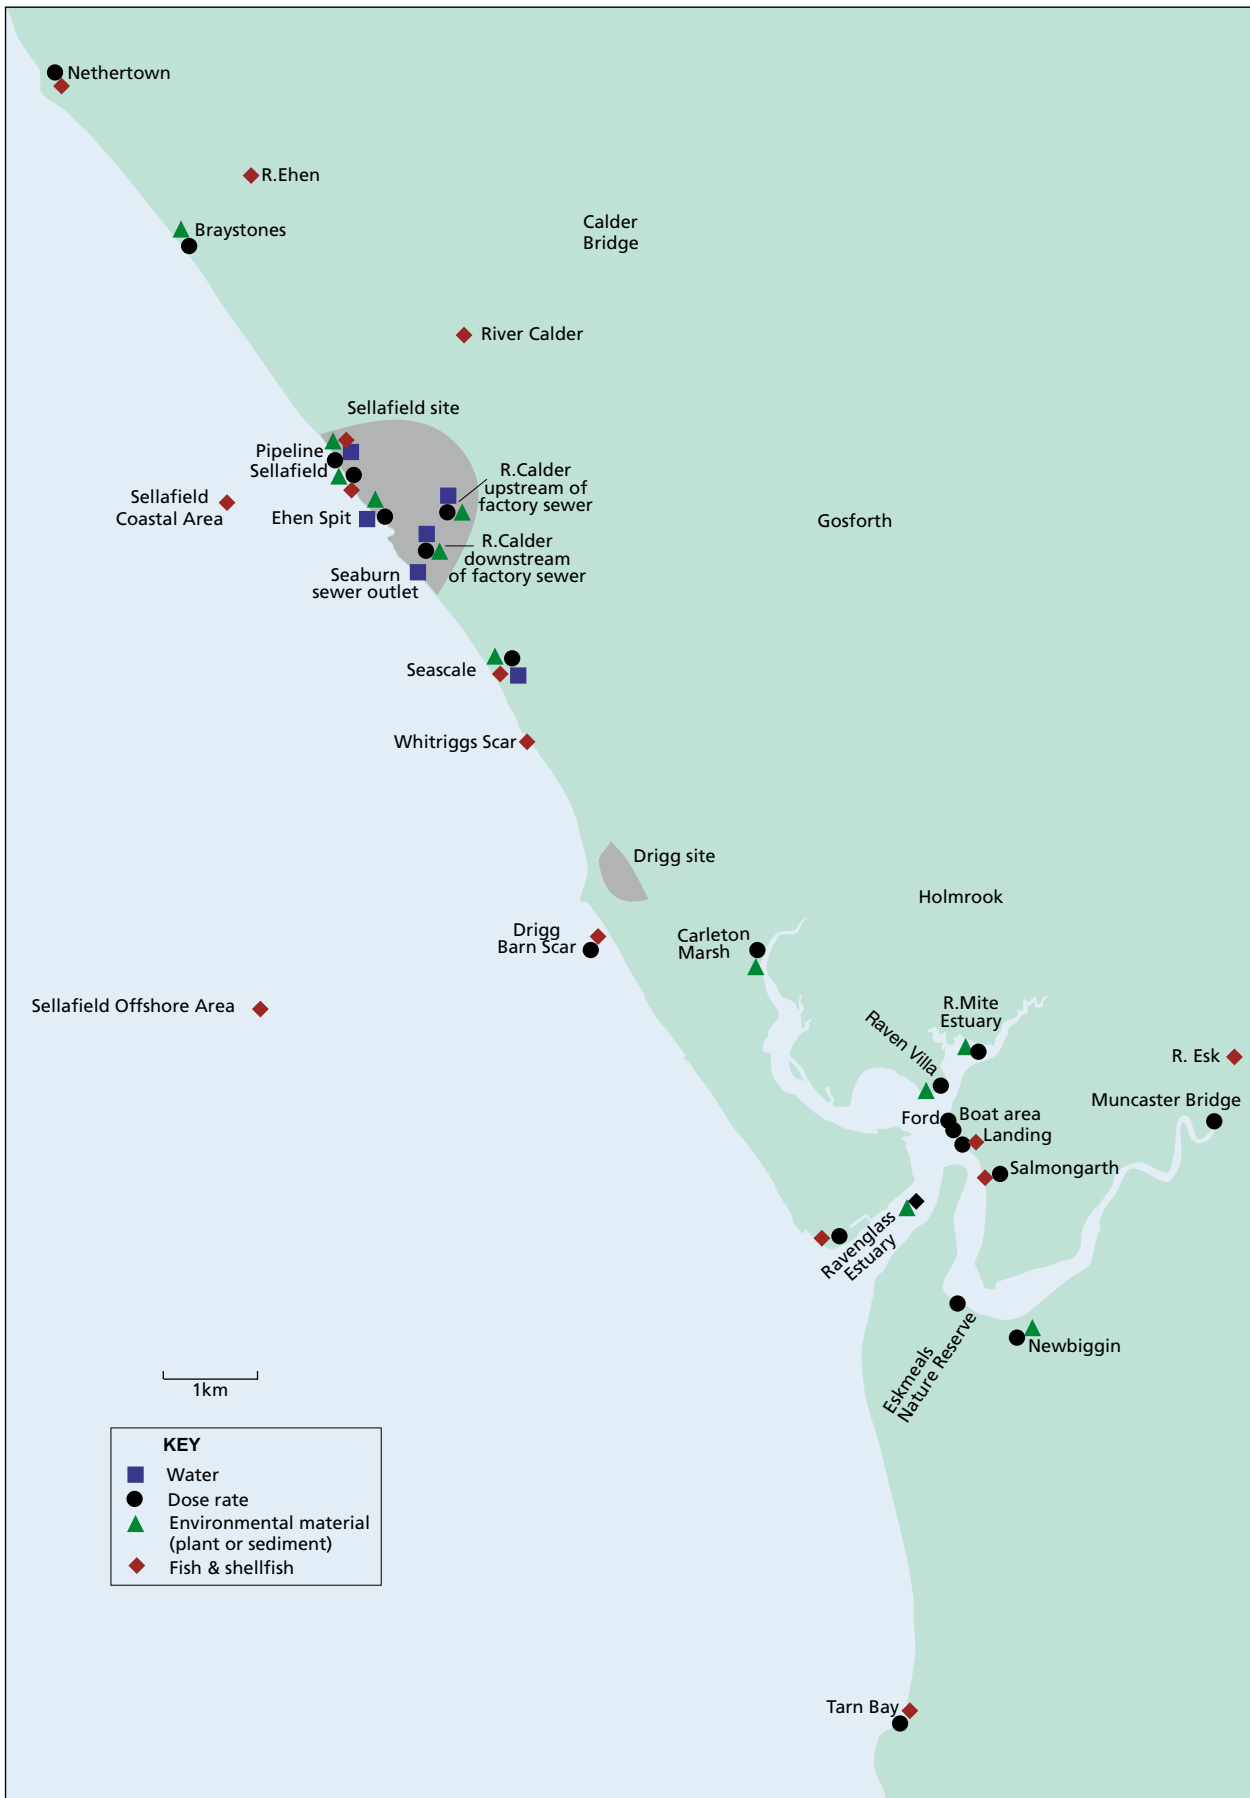 Nethertown
R.Ehen
Braystones
Calder
Bridge
River Calder
Sellafield site
Pipeline
Sellafield
R.Calder
upstream of
factory sewer
Sellafield
Coastal Area
Ehen Spit
Gosforth
R.Calder
downstream
of factory sewer
Seaburn
sewer outlet
Seascale
Whitriggs Scar
Drigg site
Holmrook
Drigg
Barn Scar
Carleton
Marsh
Sellafield Offshore Area
R.Mite
Estuary
Raven Villa
R. Esk
Muncaster Bridge
Ford
Boat area
Landing
Salmongarth
Ravenglass
Estuary
Eskmeals
Nature Reserve
Newbiggin
1km
KEY
Water
Dose rate
Environmental material
(plant or sediment)
Fish & shellfish
Tarn Bay